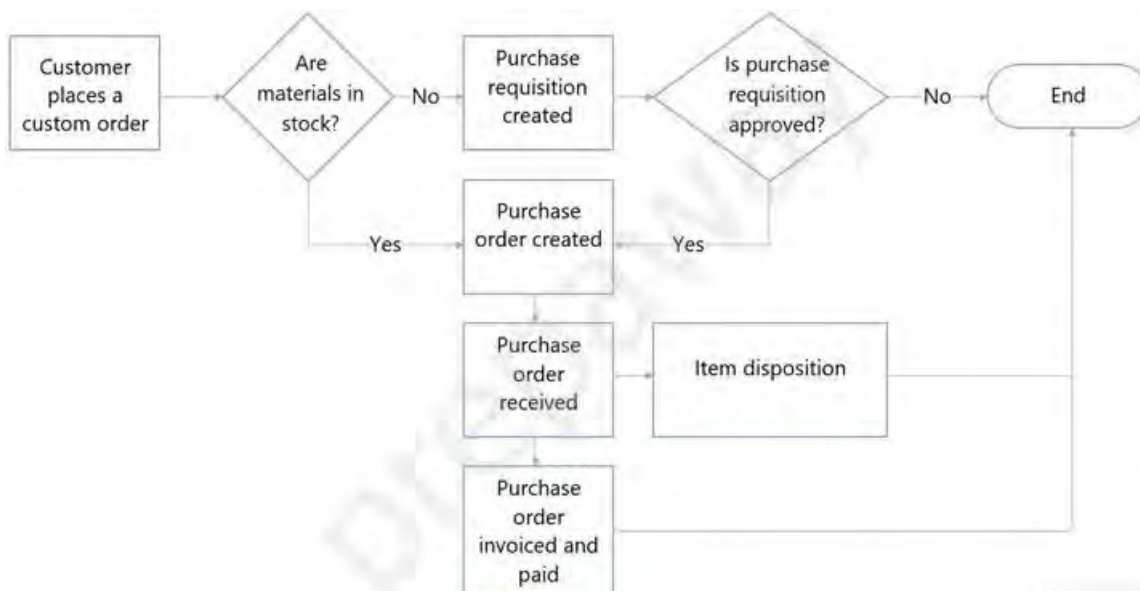 Customer
places a
custom order
Are
materials in
stock?
No
Purchase
requisition
created
Is purchase
requisition
approved?
No
End
Yes
Purchase
order created
Yes
Purchase
order
received
Item disposition
Purchase
order
invoiced and
paid